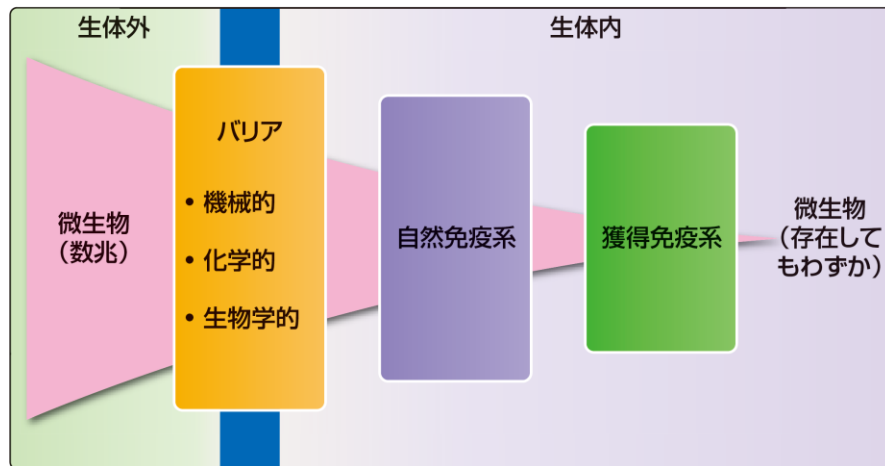 生体外
生体内
バリア
• 機械的
• 化学的
• 生物学的
微生物
（数兆）
自然免疫系
獲得免疫系
微生物
（存在して
もわずか）